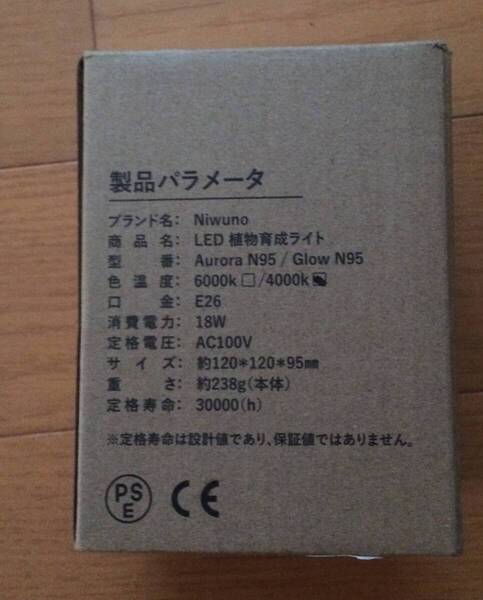 製品パラメータ
ブランド名： Niwuno
商品名： LED 植物育成ライト
型番： Aurora N95 / Glow N95
色温度： 6000k □/4000k
口金： E26
消費電力： 18W
定格電圧： AC100V
サイズ： 約120*120*95㎜
重さ： 約238g(本体)
定格寿命： 30000(h)
※定格寿命は設計値であり、保証値ではありません。
PS
E
CE